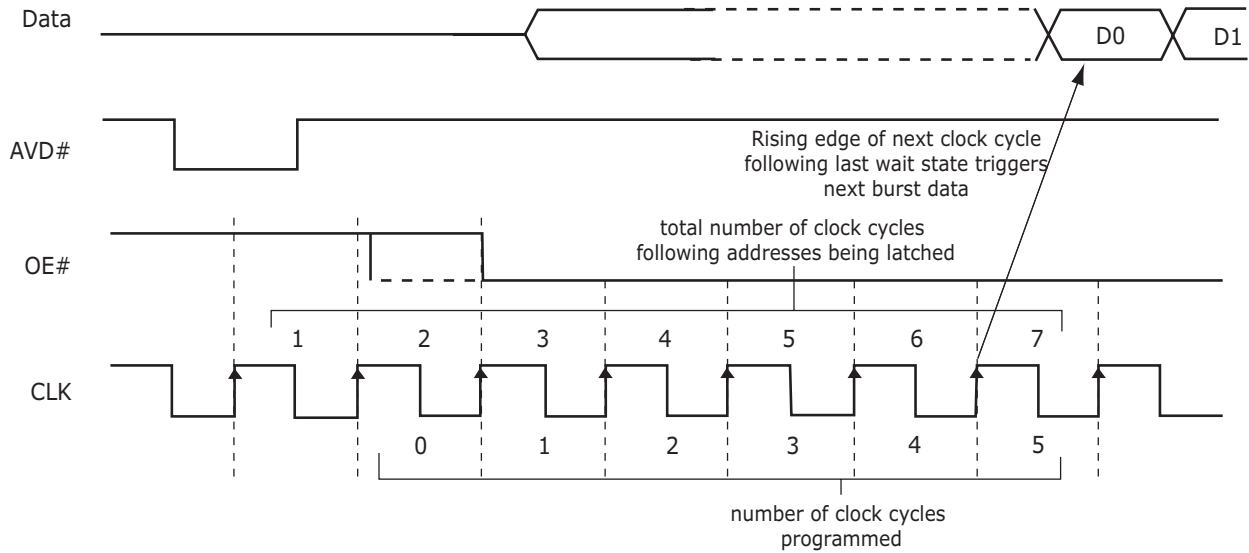 Data
D0
D1
AVD#
Rising edge of next clock cycle
following last wait state triggers
next burst data
total number of clock cycles
following addresses being latched
OE#
1 2 3 4 5 6 7
CLK
0 1 2 3 4 5
number of clock cycles
programmed